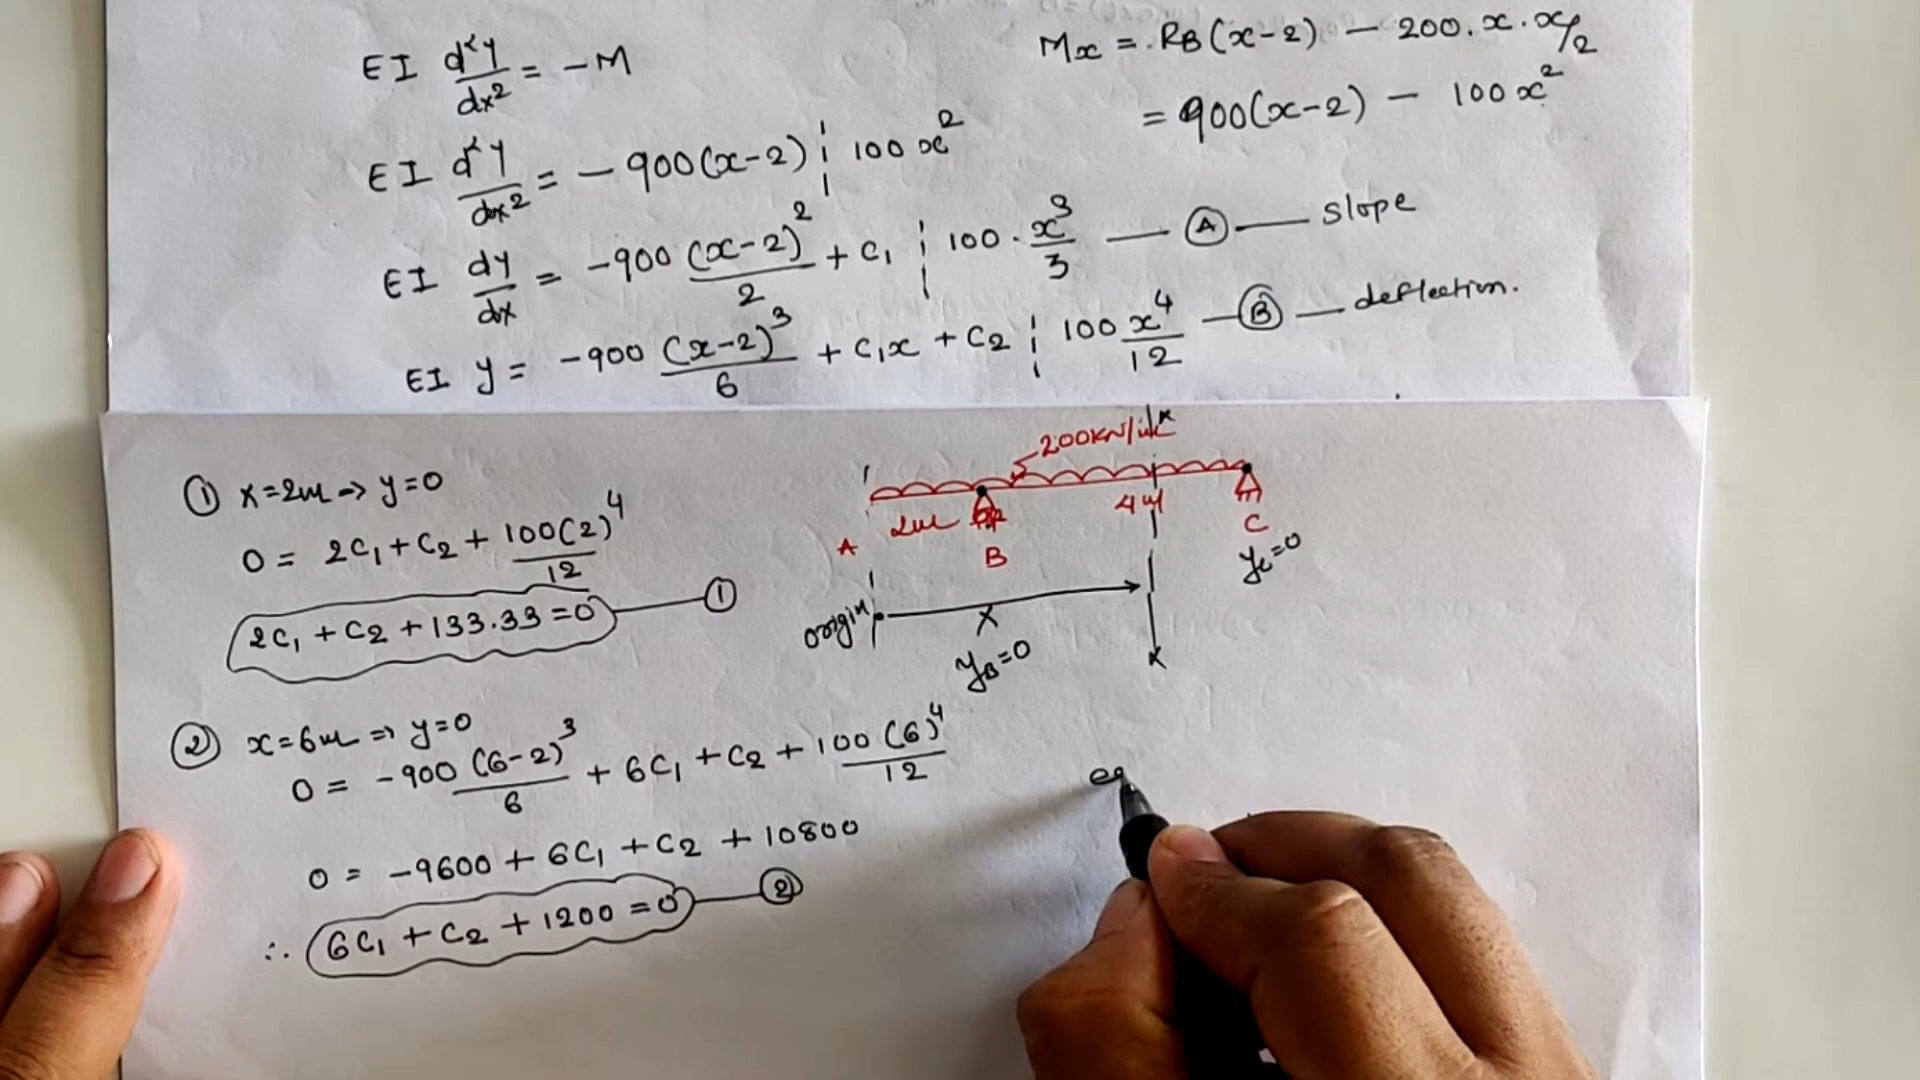 EI d²y/dx² = -M
Mx = RB(x-2) - 200.x.x/2
= 900(x-2) - 100x²
EI d²y/dx² = -900(x-2) ¦ 100x²
EI dy/dx = -900 (x-2)²/2 + C₁ ¦ 100 . x³/3 — Ⓐ — slope
EI y = -900 (x-2)³/6 + C₁x + C₂ ¦ 100 x⁴/12 — Ⓑ — deflection.
① x=2m → y=0
0 = 2C₁ + C₂ + 100(2)⁴/12
2C₁ + C₂ + 133.33 = 0 — ①
② x=6m ⇒ y=0
0 = -900 (6-2)³/6 + 6C₁ + C₂ + 100(6)⁴/12
0 = -9600 + 6C₁ + C₂ + 10800
∴ 6C₁ + C₂ + 1200 = 0 — ②
200KN/m
x
2m
4m
A
B
C
yc=0
origin
x
yB=0
x
eq